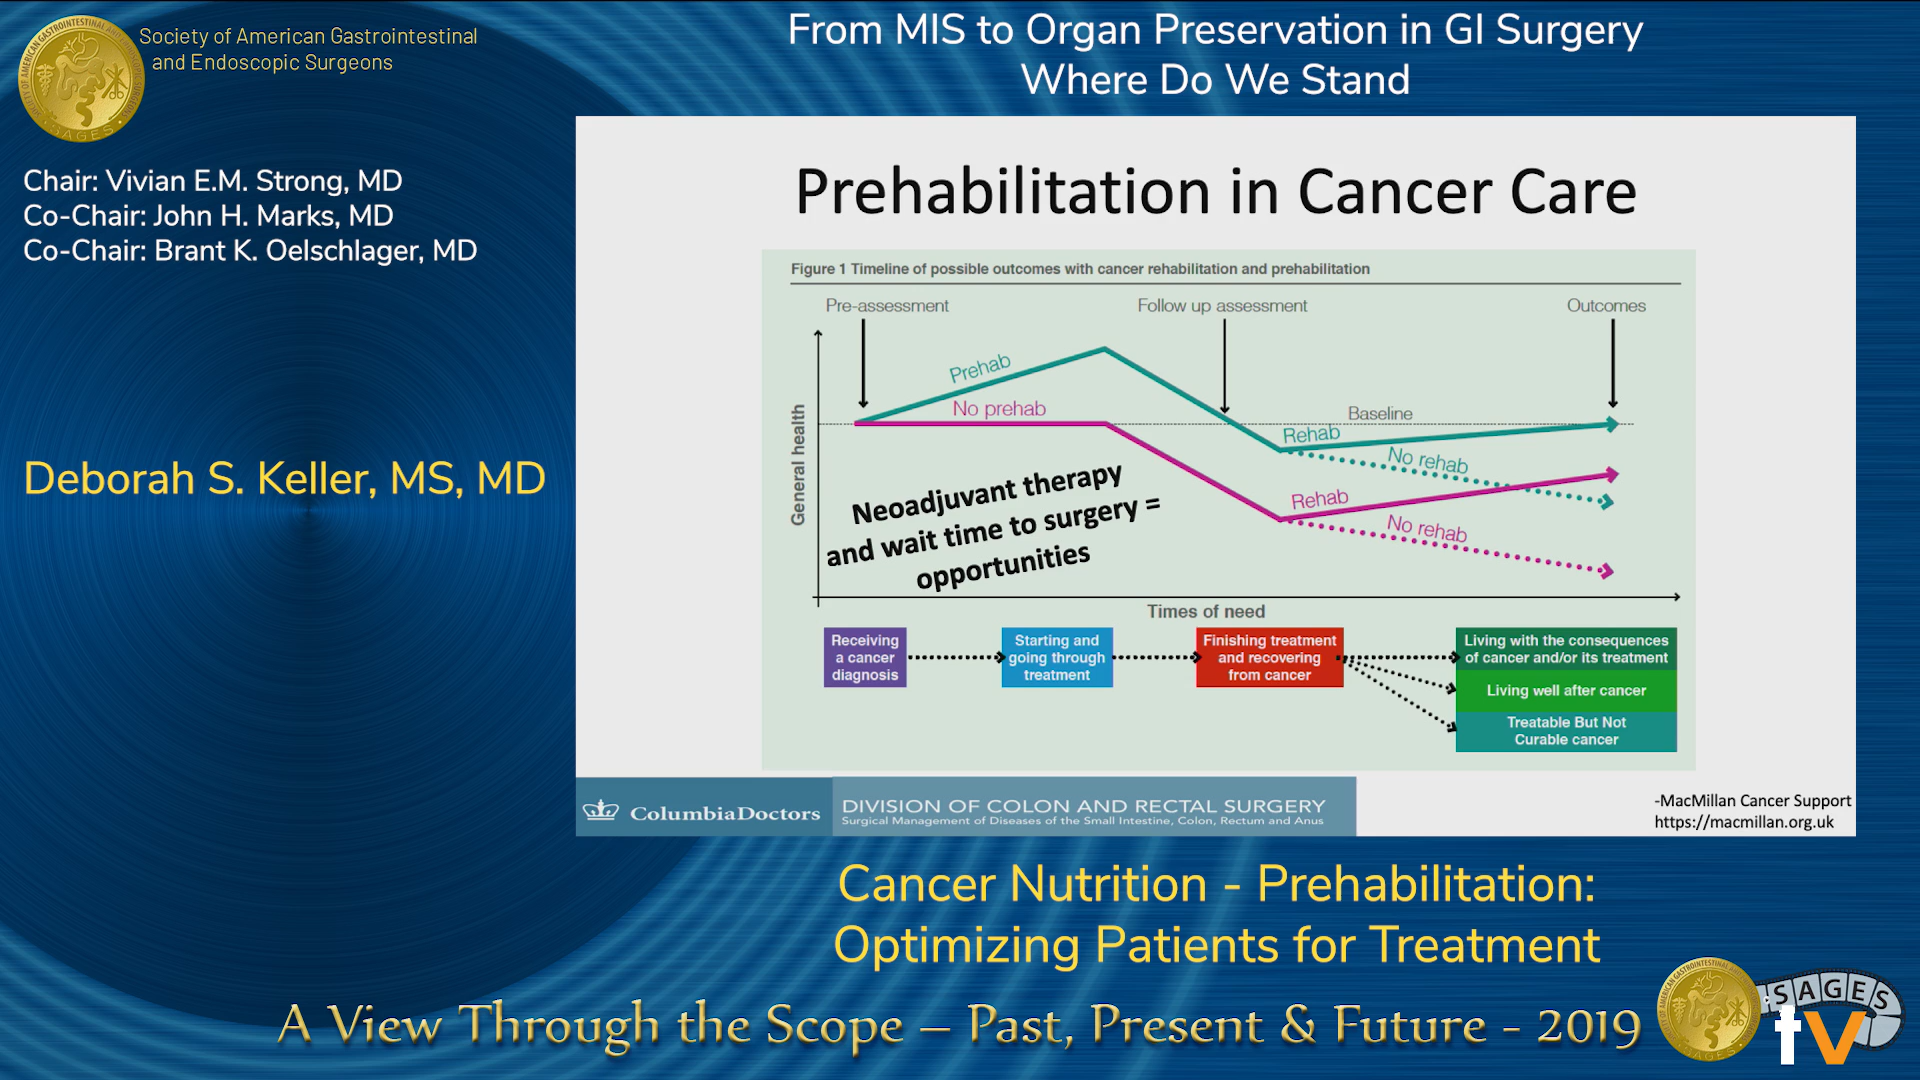 Society of American Gastrointestinal
and Endoscopic Surgeons
From MIS to Organ Preservation in GI Surgery
Where Do We Stand
Chair: Vivian E.M. Strong, MD
Co-Chair: John H. Marks, MD
Co-Chair: Brant K. Oelschlager, MD
Deborah S. Keller, MS, MD
Prehabilitation in Cancer Care
Figure 1 Timeline of possible outcomes with cancer rehabilitation and prehabilitation
Pre-assessment
Follow up assessment
Outcomes
General health
Prehab
No prehab
Baseline
Rehab
No rehab
Rehab
No rehab
Neoadjuvant therapy
and wait time to surgery =
opportunities
Times of need
Receiving
a cancer
diagnosis
Starting and
going through
treatment
Finishing treatment
and recovering
from cancer
Living with the consequences
of cancer and/or its treatment
Living well after cancer
Treatable But Not
Curable cancer
ColumbiaDoctors
DIVISION OF COLON AND RECTAL SURGERY
Surgical Management of Diseases of the Small Intestine, Colon, Rectum and Anus
-MacMillan Cancer Support
https://macmillan.org.uk
Cancer Nutrition - Prehabilitation:
Optimizing Patients for Treatment
A View Through the Scope – Past, Present & Future - 2019
SAGES
tv